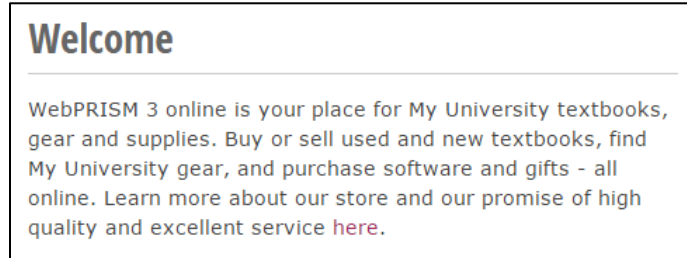 Welcome
WebPRISM 3 online is your place for My University textbooks,
gear and supplies. Buy or sell used and new textbooks, find
My University gear, and purchase software and gifts - all
online. Learn more about our store and our promise of high
quality and excellent service here.